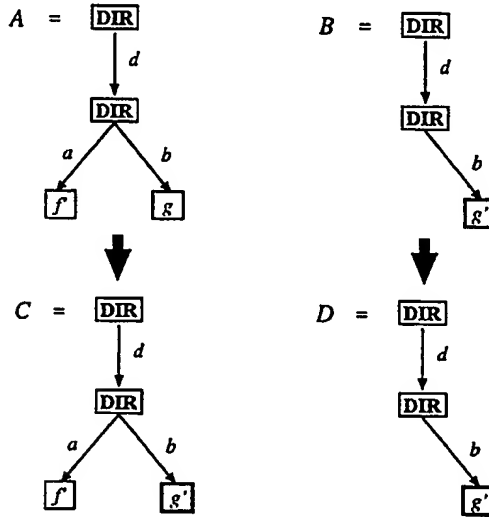 A = DIR B = DIR
d d
DIR DIR
a b b
f' g g'
C = DIR D = DIR
d d
DIR DIR
a b b
f' g' g'